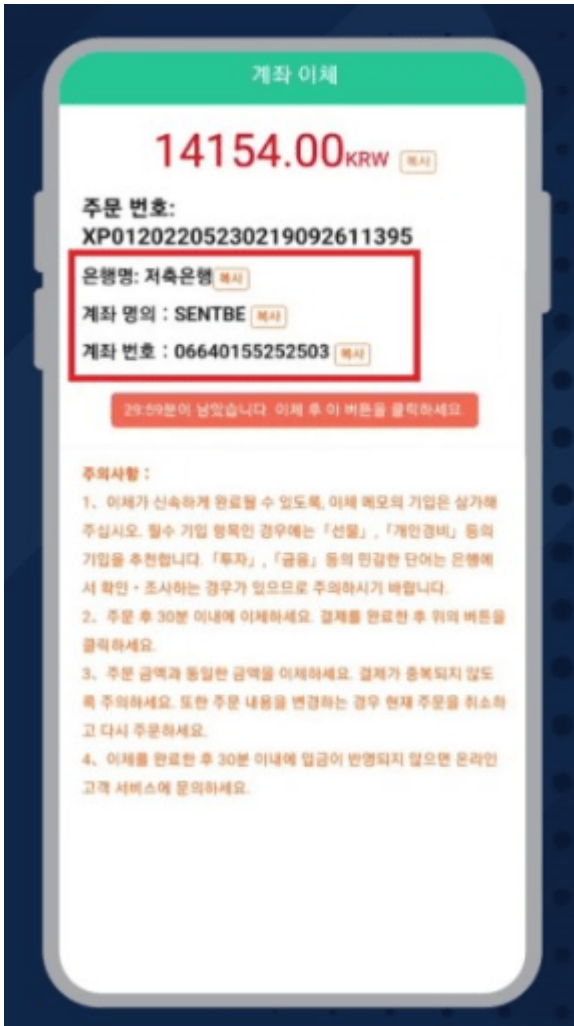 계좌 이체
14154.00KRW 복사
주문 번호:
XP01202205230219092611395
은행명: 저축은행 복사
계좌 명의 : SENTBE 복사
계좌 번호 : 06640155252503 복사
29:59분이 남았습니다 이체 후 이 버튼을 클릭하세요.
주의사항 :
1、이체가 신속하게 완료될 수 있도록, 이체 메모의 기입은 삼가해
주십시오. 필수 기입 항목인 경우에는「선물」,「개인경비」등의
기입을 추천합니다.「투자」,「금융」등의 민감한 단어는 은행에
서 확인・조사하는 경우가 있으므로 주의하시기 바랍니다.
2、주문 후 30분 이내에 이체하세요. 결제를 완료한 후 위의 버튼을
클릭하세요.
3、주문 금액과 동일한 금액을 이체하세요. 결제가 중복되지 않도
록 주의하세요. 또한 주문 내용을 변경하는 경우 현재 주문을 취소하
고 다시 주문하세요.
4、이체를 완료한 후 30분 이내에 입금이 반영되지 않으면 온라인
고객 서비스에 문의하세요.